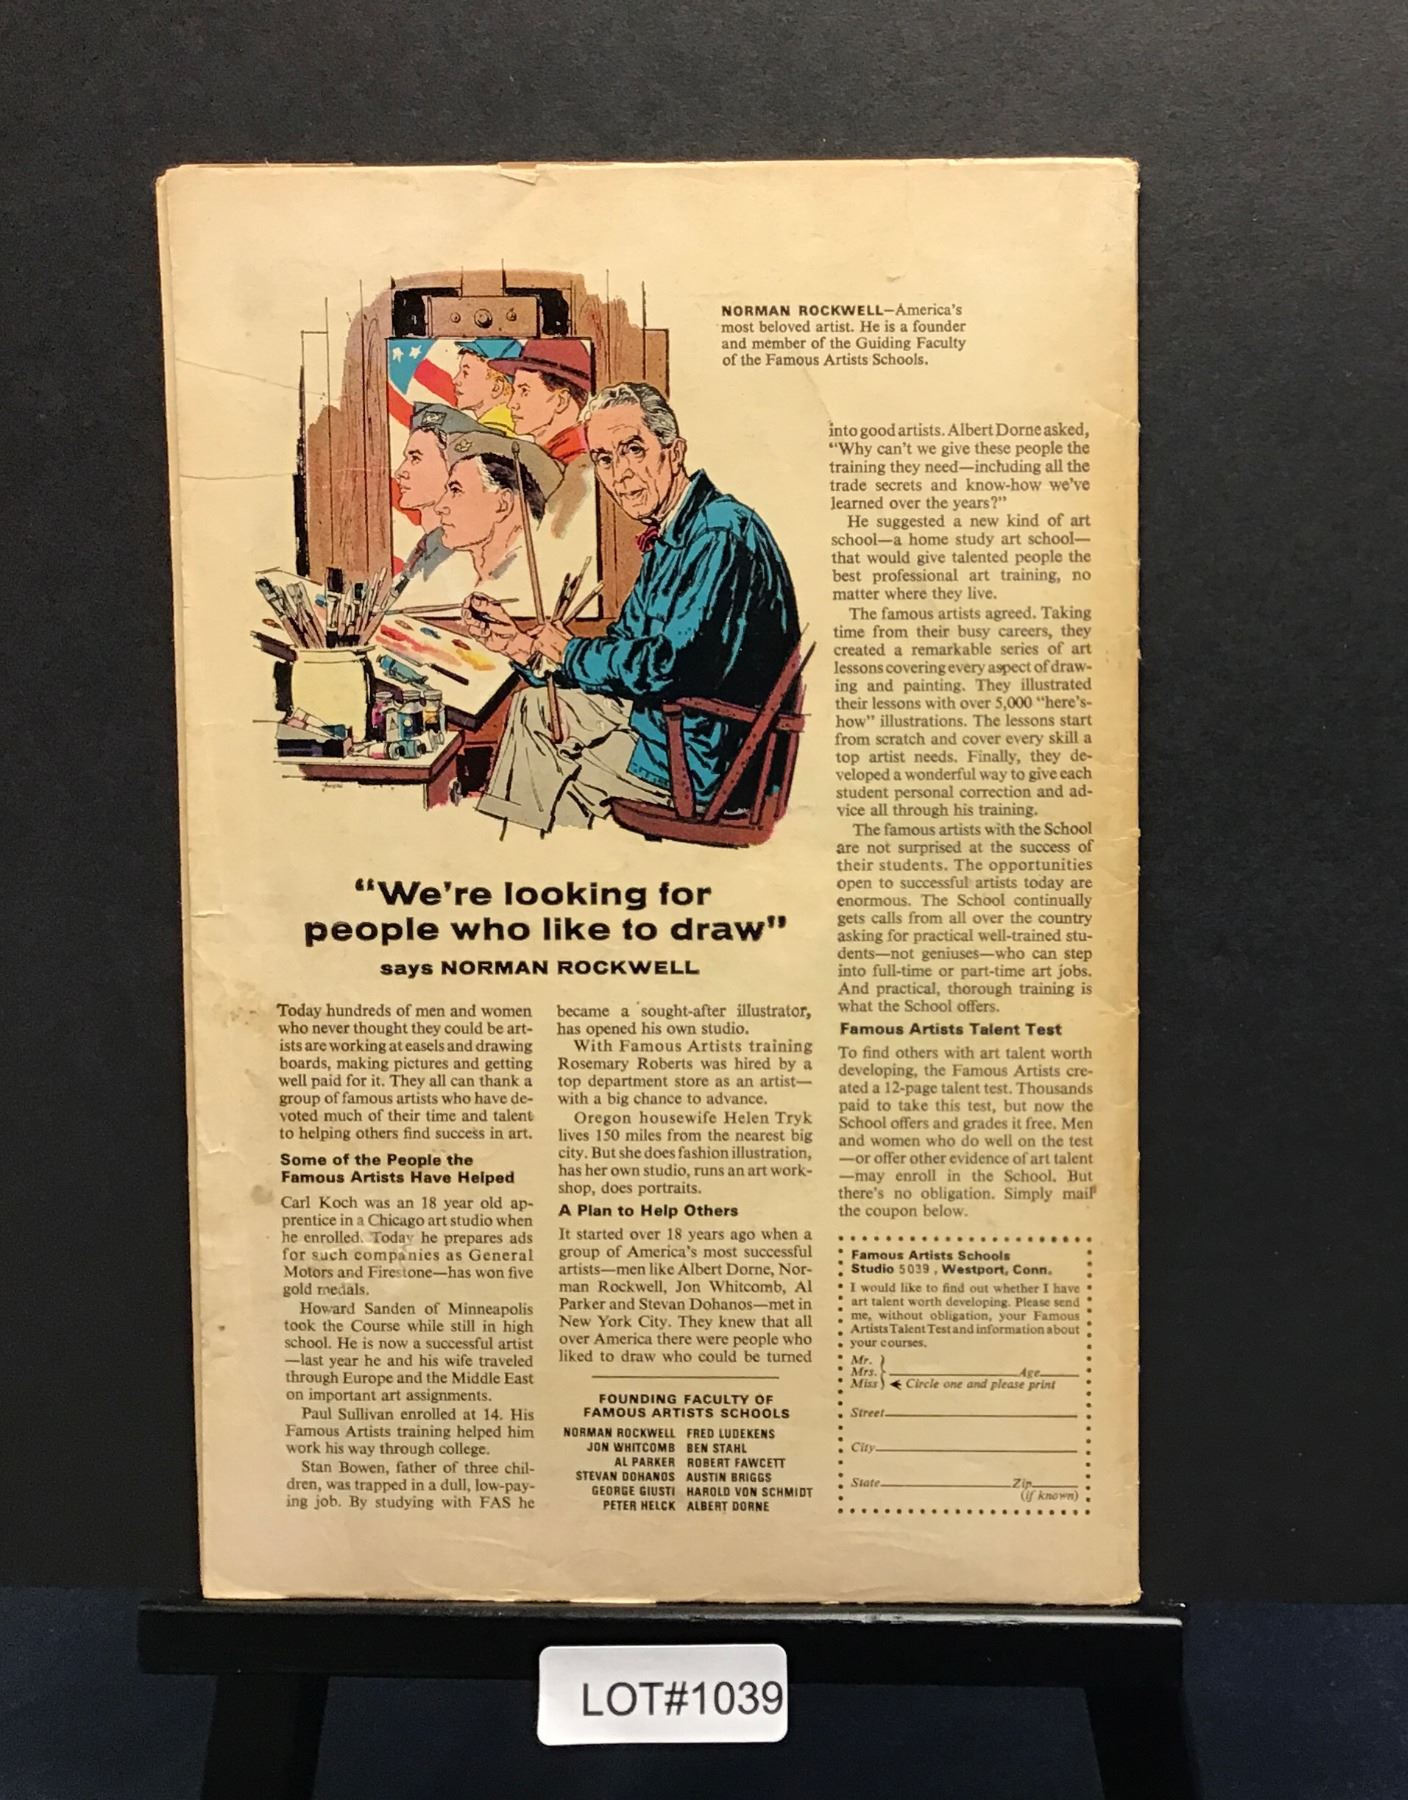 NORMAN ROCKWELL—America's
most beloved artist. He is a founder
and member of the Guiding Faculty
of the Famous Artists Schools.
"We're looking for
people who like to draw"
says NORMAN ROCKWELL
Today hundreds of men and women
who never thought they could be art-
ists are working at easels and drawing
boards, making pictures and getting
well paid for it. They all can thank a
group of famous artists who have de-
voted much of their time and talent
to helping others find success in art.
Some of the People the
Famous Artists Have Helped
Carl Koch was an 18 year old ap-
prentice in a Chicago art studio when
he enrolled. Today he prepares ads
for such companies as General
Motors and Firestone—has won five
gold medals.
Howard Sanden of Minneapolis
took the Course while still in high
school. He is now a successful artist
—last year he and his wife traveled
through Europe and the Middle East
on important art assignments.
Paul Sullivan enrolled at 14. His
Famous Artists training helped him
work his way through college.
Stan Bowen, father of three chil-
dren, was trapped in a dull, low-pay-
ing job. By studying with FAS he
became a sought-after illustrator,
has opened his own studio.
With Famous Artists training
Rosemary Roberts was hired by a
top department store as an artist—
with a big chance to advance.
Oregon housewife Helen Tryk
lives 150 miles from the nearest big
city. But she does fashion illustration,
has her own studio, runs an art work-
shop, does portraits.
A Plan to Help Others
It started over 18 years ago when a
group of America's most successful
artists—men like Albert Dorne, Nor-
man Rockwell, Jon Whitcomb, Al
Parker and Stevan Dohanos—met in
New York City. They knew that all
over America there were people who
liked to draw who could be turned
FOUNDING FACULTY OF
FAMOUS ARTISTS SCHOOLS
NORMAN ROCKWELL FRED LUDEKENS
JON WHITCOMB BEN STAHL
AL PARKER ROBERT FAWCETT
STEVAN DOHANOS AUSTIN BRIGGS
GEORGE GIUSTI HAROLD VON SCHMIDT
PETER HELCK ALBERT DORNE
into good artists. Albert Dorne asked,
"Why can't we give these people the
training they need—including all the
trade secrets and know-how we've
learned over the years?"
He suggested a new kind of art
school—a home study art school—
that would give talented people the
best professional art training, no
matter where they live.
The famous artists agreed. Taking
time from their busy careers, they
created a remarkable series of art
lessons covering every aspect of draw-
ing and painting. They illustrated
their lessons with over 5,000 "here's-
how" illustrations. The lessons start
from scratch and cover every skill a
top artist needs. Finally, they de-
veloped a wonderful way to give each
student personal correction and ad-
vice all through his training.
The famous artists with the School
are not surprised at the success of
their students. The opportunities
open to successful artists today are
enormous. The School continually
gets calls from all over the country
asking for practical well-trained stu-
dents—not geniuses—who can step
into full-time or part-time art jobs.
And practical, thorough training is
what the School offers.
Famous Artists Talent Test
To find others with art talent worth
developing, the Famous Artists cre-
ated a 12-page talent test. Thousands
paid to take this test, but now the
School offers and grades it free. Men
and women who do well on the test
—or offer other evidence of art talent
—may enroll in the School. But
there's no obligation. Simply mail
the coupon below.
Famous Artists Schools
Studio 5039 , Westport, Conn.
I would like to find out whether I have
art talent worth developing. Please send
me, without obligation, your Famous
Artists Talent Test and information about
your courses.
Mr.
Mrs. Age
Miss Circle one and please print
Street
City
State Zip
(if known)
LOT#1039